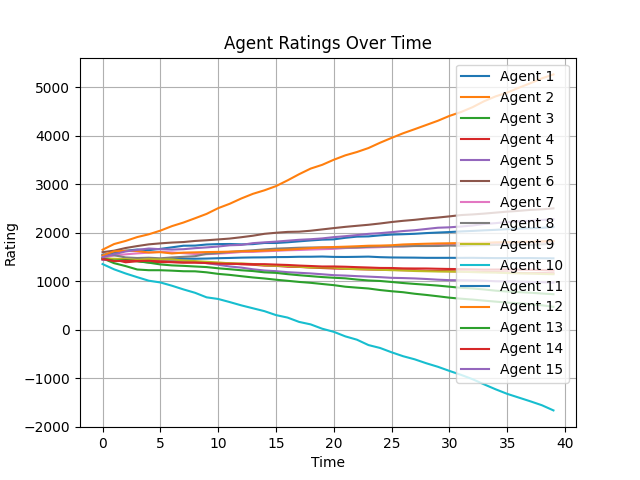 Agent Ratings Over Time
Rating
5000
4000
3000
2000
1000
0
−1000
−2000
0 5 10 15 20 25 30 35 40
Time
Agent 1
Agent 2
Agent 3
Agent 4
Agent 5
Agent 6
Agent 7
Agent 8
Agent 9
Agent 10
Agent 11
Agent 12
Agent 13
Agent 14
Agent 15